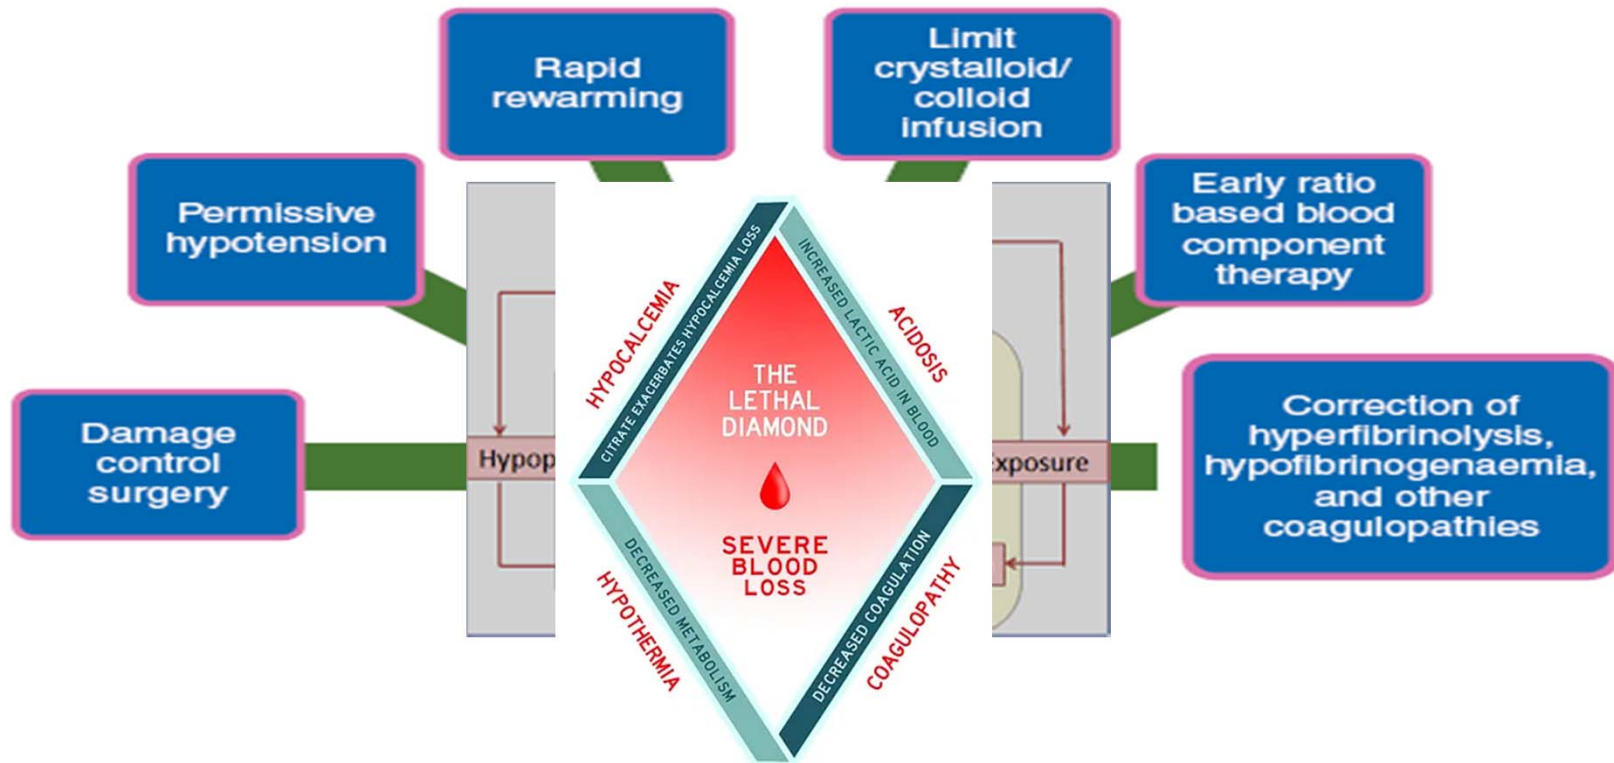 Rapid
rewarming
Limit
crystalloid/
colloid
infusion
Permissive
hypotension
Early ratio
based blood
component
therapy
Damage
control
surgery
Correction of
hyperfibrinolysis,
hypofibrinogenaemia,
and other
coagulopathies
HYPOCALCEMIA
CITRATE EXACERBATES HYPOCALCEMIA LOSS
INCREASED LACTIC ACID IN BLOOD
ACIDOSIS
THE
LETHAL
DIAMOND
SEVERE
BLOOD
LOSS
HYPOTHERMIA
DECREASED METABOLISM
DECREASED COAGULATION
COAGULOPATHY